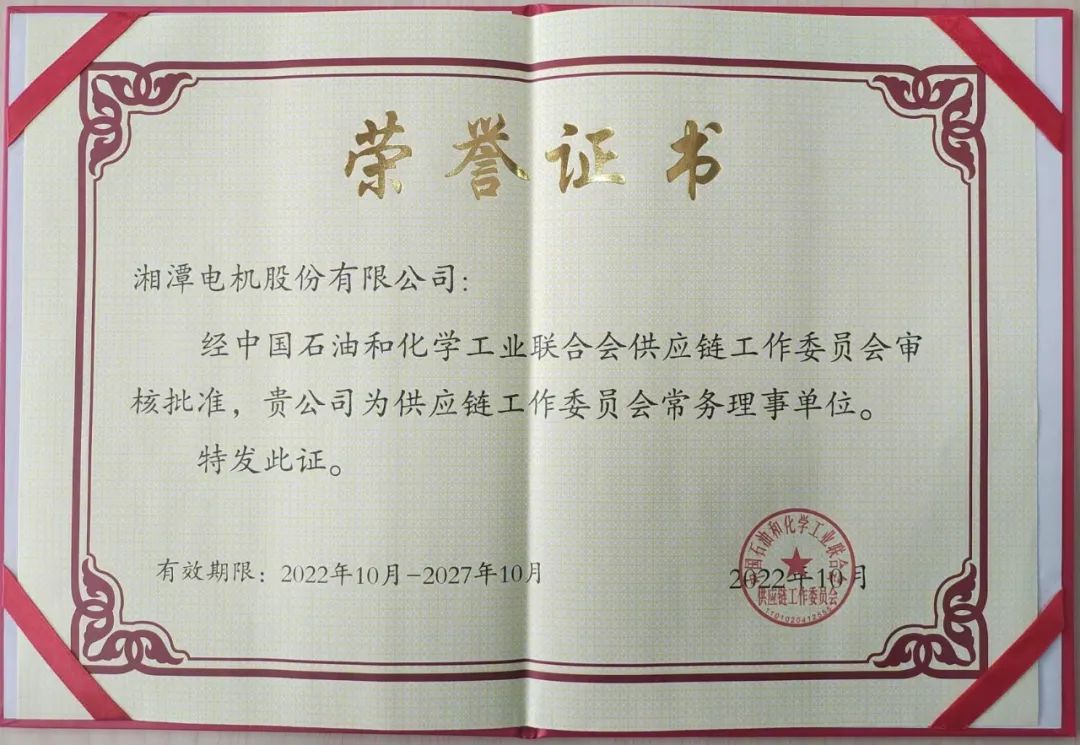 荣誉证书
湘潭电机股份有限公司:
经中国石油和化学工业联合会供应链工作委员会审
核批准，贵公司为供应链工作委员会常务理事单位。
特发此证。
有效期限：2022年10月-2027年10月
2022年10月
中国石油和化学工业联合会
供应链工作委员会